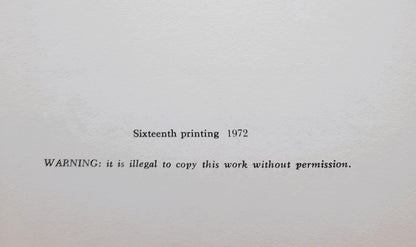 Sixteenth printing 1972
WARNING: it is illegal to copy this work without permission.